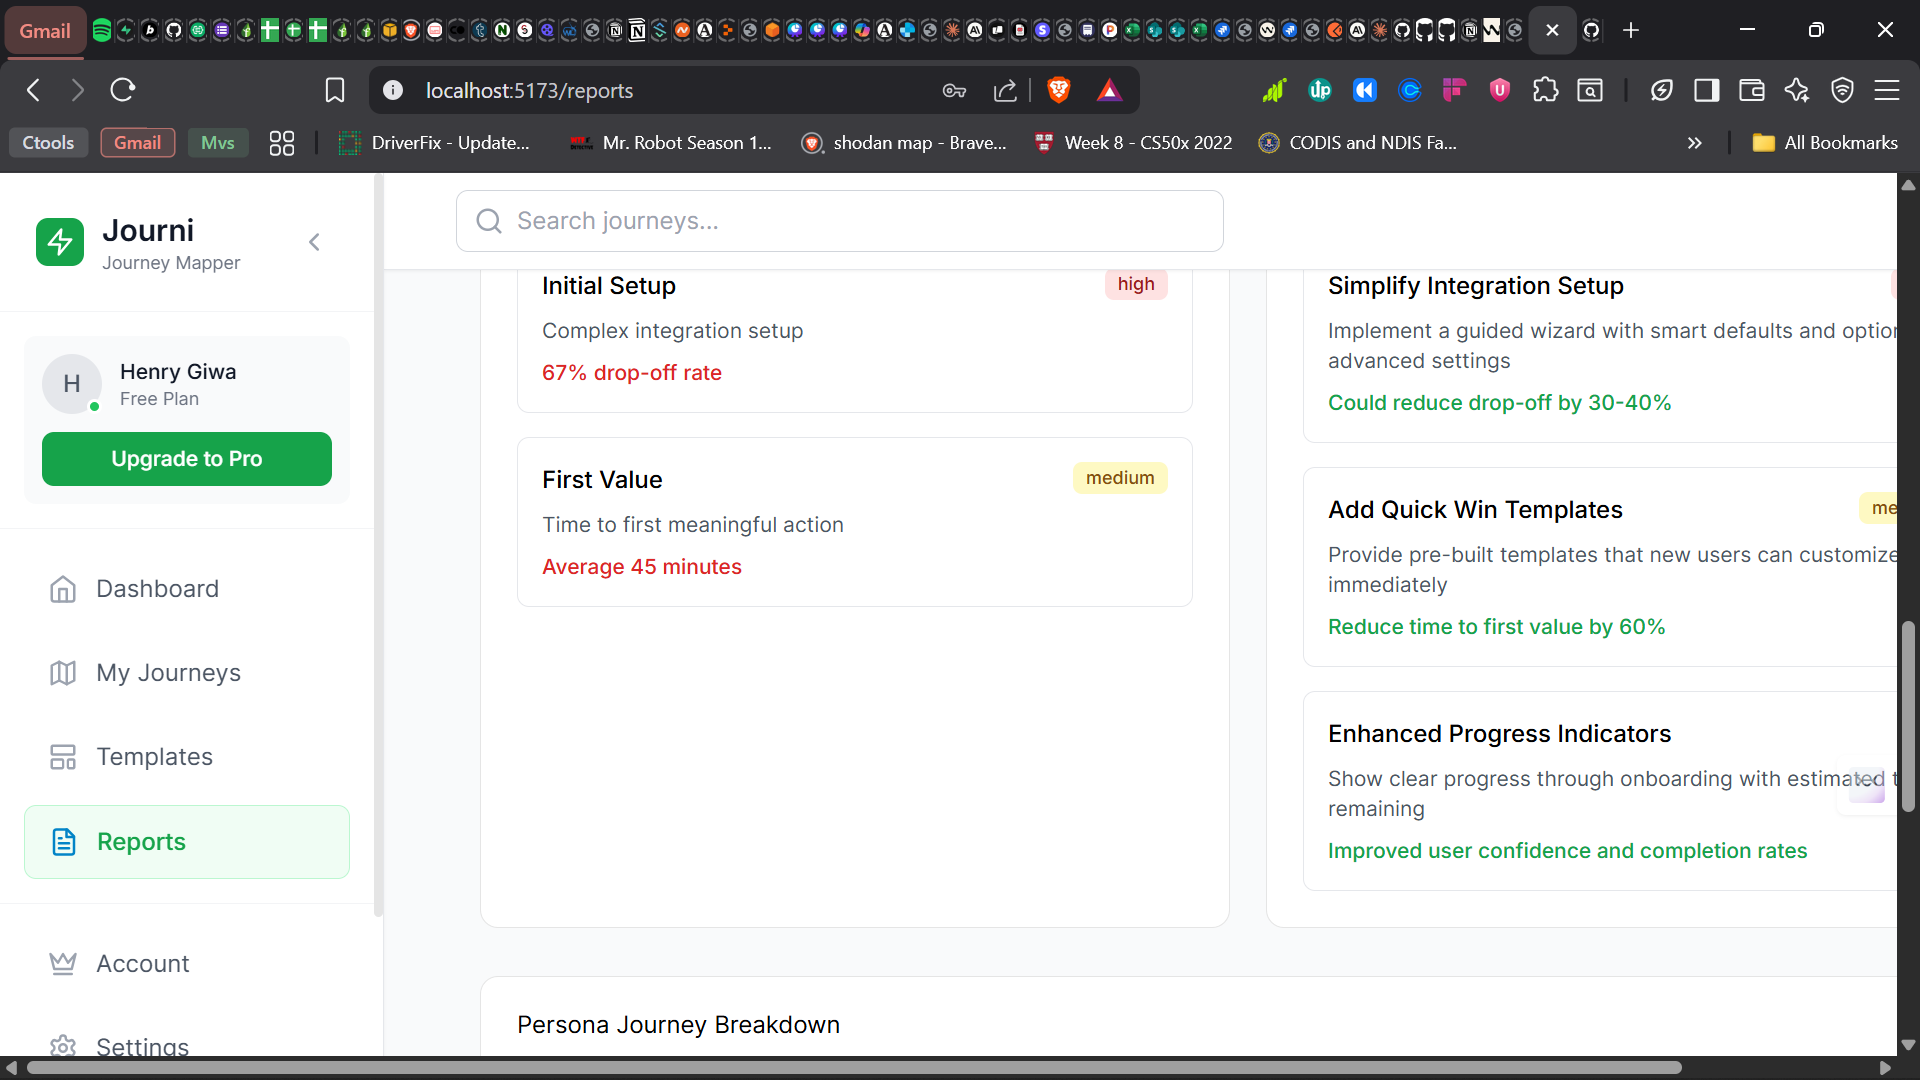 Gmail
localhost:5173/reports
Ctools
Gmail
Mvs
DriverFix - Update...
Mr. Robot Season 1...
shodan map - Brave...
Week 8 - CS50x 2022
CODIS and NDIS Fa...
All Bookmarks
Journi
Journey Mapper
H
Henry Giwa
Free Plan
Upgrade to Pro
Dashboard
My Journeys
Templates
Reports
Account
Settings
Search journeys...
Initial Setup
high
Complex integration setup
67% drop-off rate
First Value
medium
Time to first meaningful action
Average 45 minutes
Simplify Integration Setup
Implement a guided wizard with smart defaults and option
advanced settings
Could reduce drop-off by 30-40%
Add Quick Win Templates
me
Provide pre-built templates that new users can customize
immediately
Reduce time to first value by 60%
Enhanced Progress Indicators
Show clear progress through onboarding with estimated t
remaining
Improved user confidence and completion rates
Persona Journey Breakdown